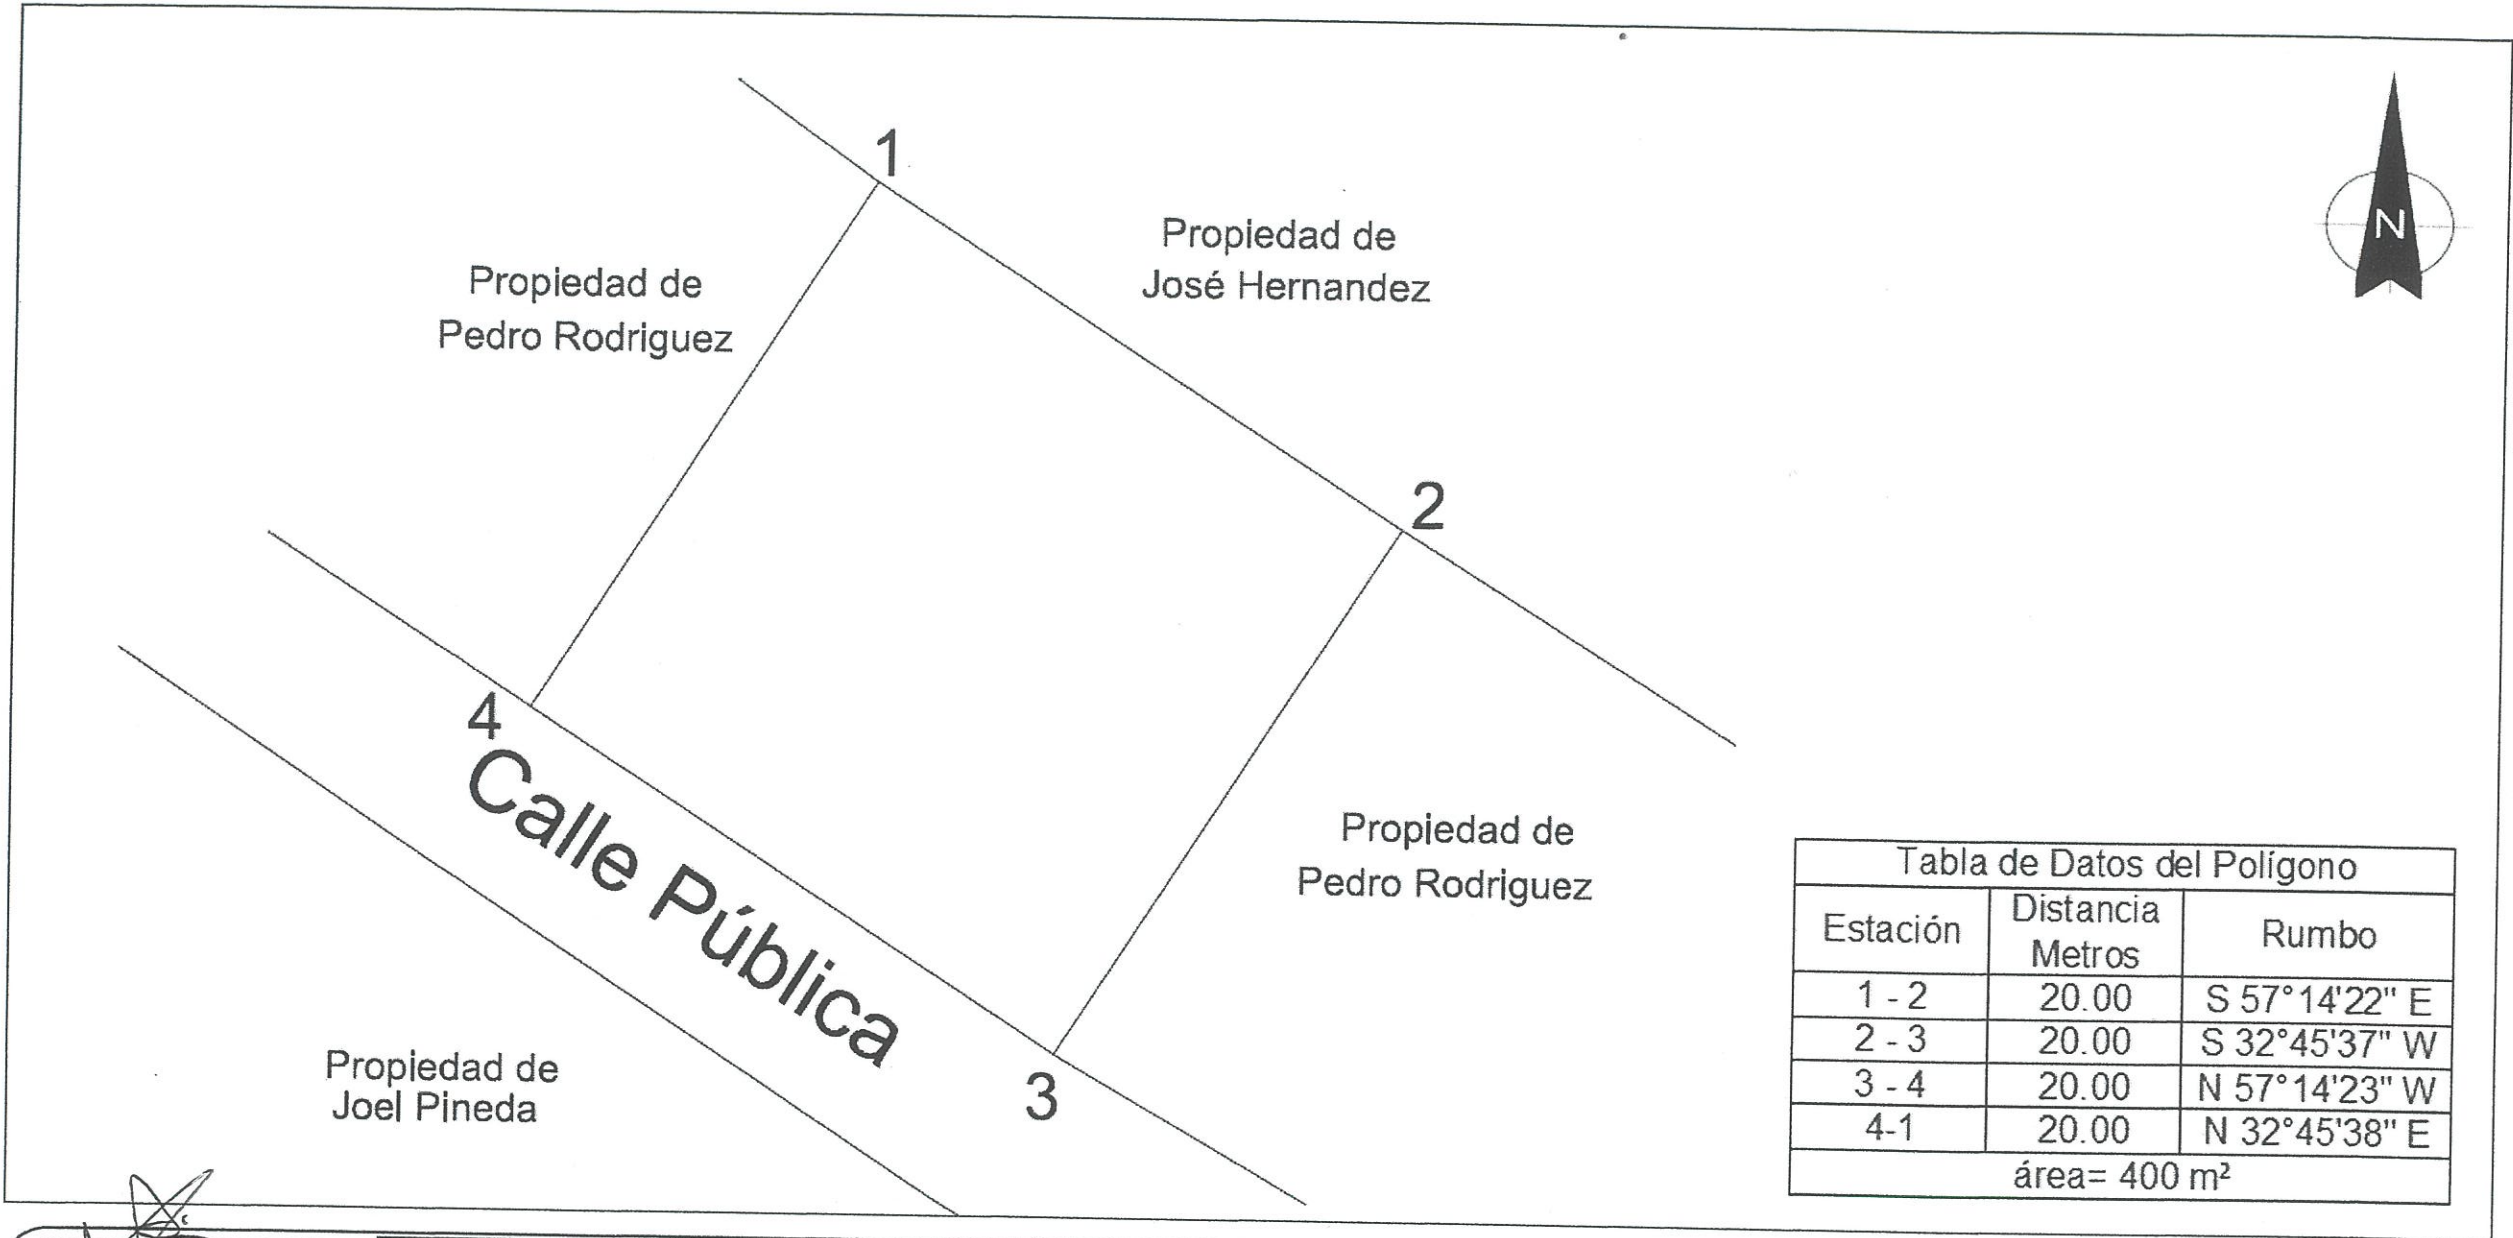 1
Propiedad de
José Hernandez
N
Propiedad de
Pedro Rodriguez
2
4
Calle Pública
Propiedad de
Pedro Rodriguez
3
Propiedad de
Joel Pineda
Tabla de Datos del Polígono
Estación Distancia Metros Rumbo
1 - 2 20.00 S 57°14'22" E
2 - 3 20.00 S 32°45'37" W
3 - 4 20.00 N 57°14'23" W
4-1 20.00 N 32°45'38" E
área= 400 m²